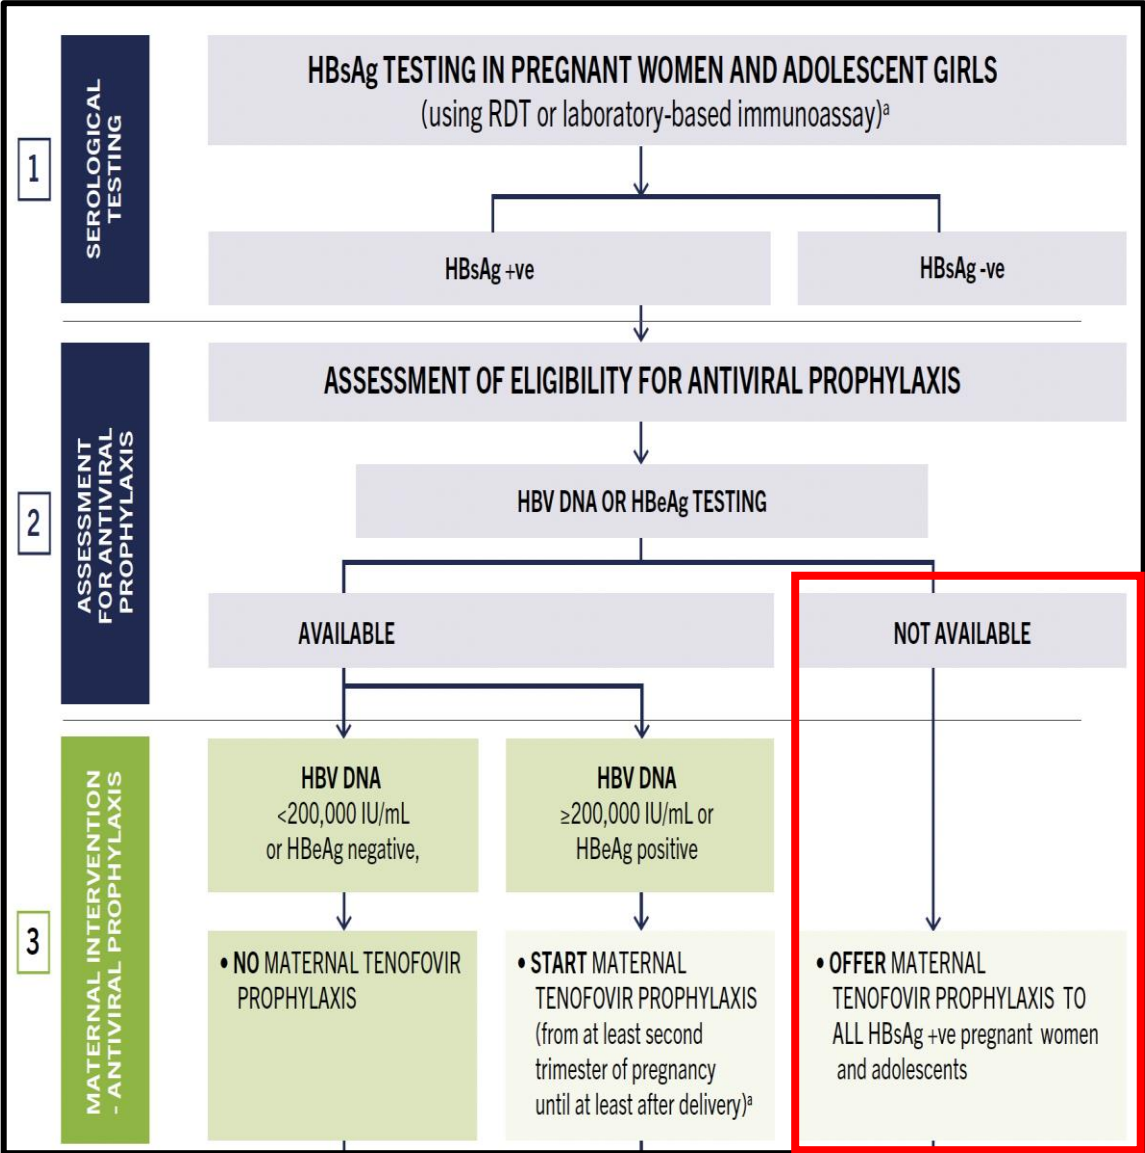 1
SEROLOGICAL
TESTING
HBsAg TESTING IN PREGNANT WOMEN AND ADOLESCENT GIRLS
(using RDT or laboratory-based immunoassay)ᵃ
HBsAg +ve
HBsAg -ve
2
ASSESSMENT
FOR ANTIVIRAL
PROPHYLAXIS
ASSESSMENT OF ELIGIBILITY FOR ANTIVIRAL PROPHYLAXIS
HBV DNA OR HBeAg TESTING
AVAILABLE
NOT AVAILABLE
3
MATERNAL INTERVENTION
- ANTIVIRAL PROPHYLAXIS
HBV DNA
<200,000 IU/mL
or HBeAg negative,
HBV DNA
≥200,000 IU/mL or
HBeAg positive
• NO MATERNAL TENOFOVIR
PROPHYLAXIS
• START MATERNAL
TENOFOVIR PROPHYLAXIS
(from at least second
trimester of pregnancy
until at least after delivery)ᵃ
• OFFER MATERNAL
TENOFOVIR PROPHYLAXIS TO
ALL HBsAg +ve pregnant women
and adolescents